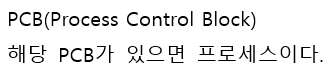 PCB(Process Control Block)
해당 PCB가 있으면 프로세스이다.